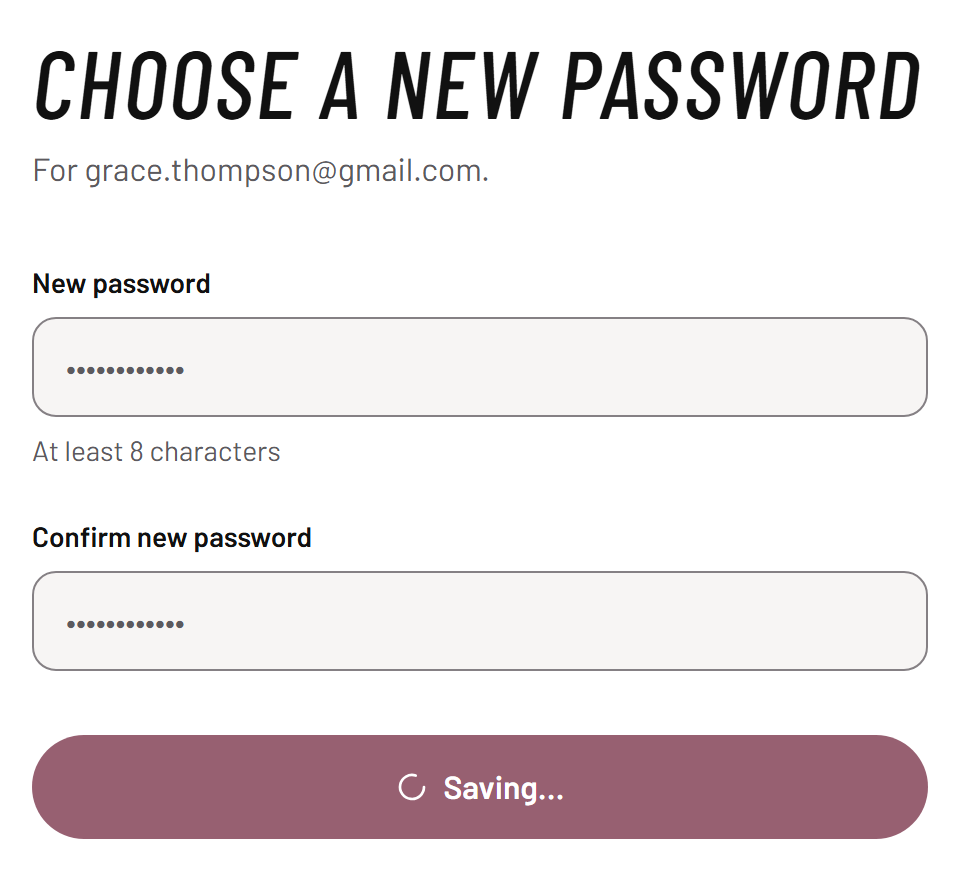 CHOOSE A NEW PASSWORD
For grace.thompson@gmail.com.
New password
••••••••••••
At least 8 characters
Confirm new password
••••••••••••
Saving...